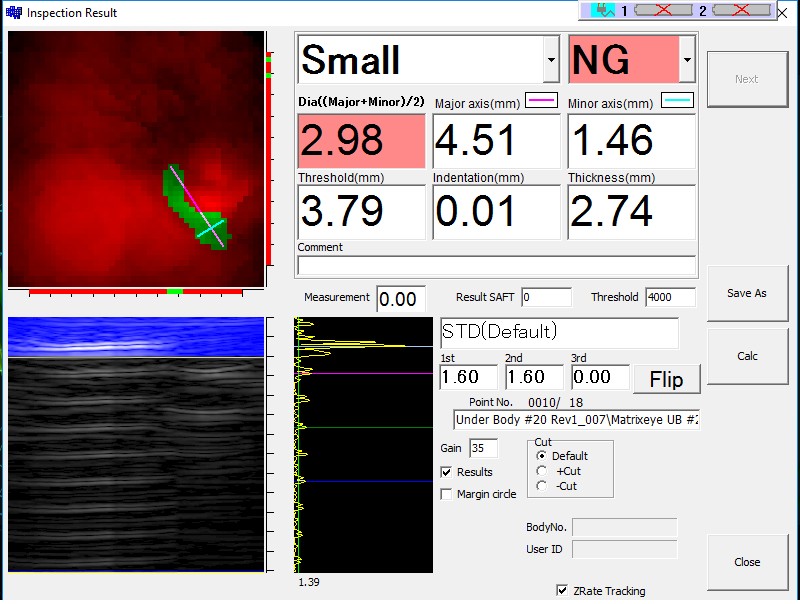 Inspection Result
1 2
Small NG Next
Dia((Major+Minor)/2) Major axis(mm) Minor axis(mm)
2.98 4.51 1.46
Threshold(mm) Indentation(mm) Thickness(mm)
3.79 0.01 2.74
Comment
Measurement 0.00 Result SAFT 0 Threshold 4000 Save As
STD(Default)
Calc
1st 2nd 3rd
1.60 1.60 0.00 Flip
Point No. 0010/ 18
Under Body #20 Rev1_007\Matrixeye UB #2
Gain 35 Cut
Default
Results +Cut
Margin circle -Cut
BodyNo.
User ID
Close
1.39
ZRate Tracking